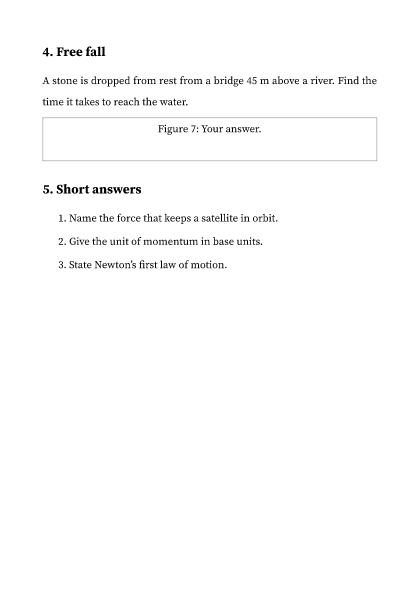 4. Free fall
A stone is dropped from rest from a bridge 45 m above a river. Find the
time it takes to reach the water.
Figure 7: Your answer.
5. Short answers
1. Name the force that keeps a satellite in orbit.
2. Give the unit of momentum in base units.
3. State Newton’s first law of motion.